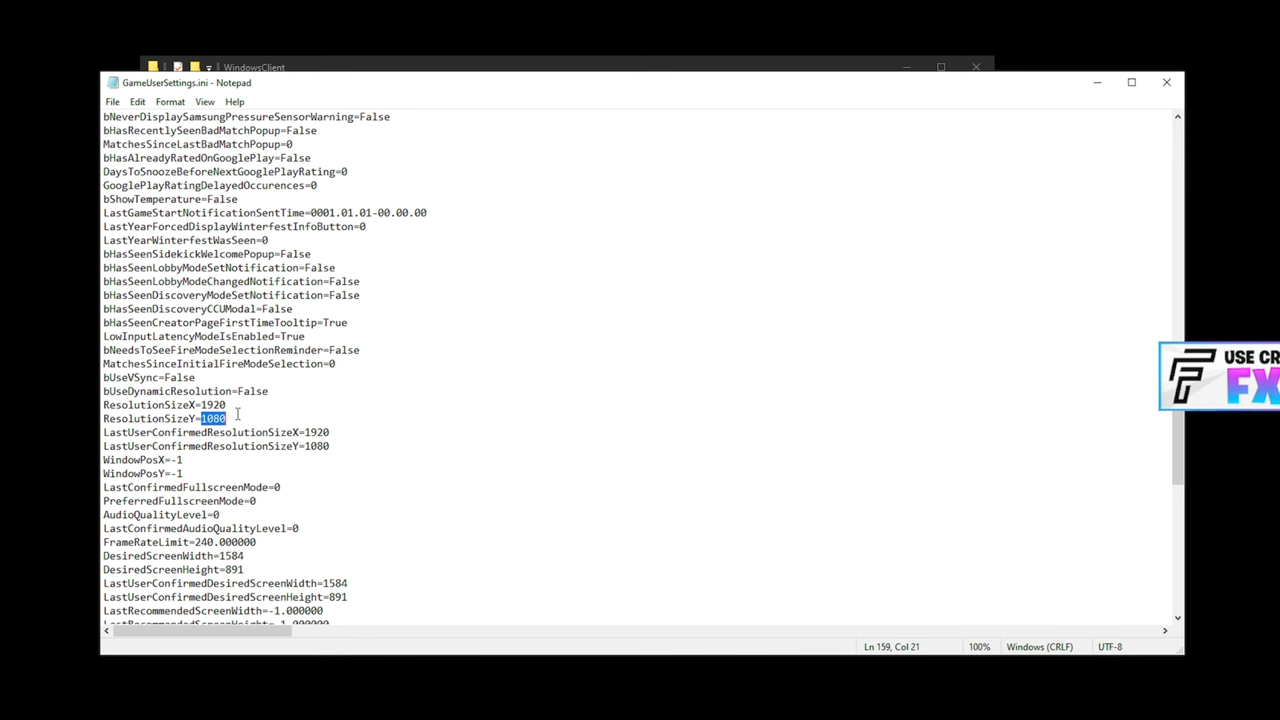 WindowsClient
GameUserSettings.ini - Notepad
File Edit Format View Help
bNeverDisplaySamsungPressureSensorWarning=False
bHasRecentlySeenBadMatchPopup=False
MatchesSinceLastBadMatchPopup=0
bHasAlreadyRatedOnGooglePlay=False
DaysToSnoozeBeforeNextGooglePlayRating=0
GooglePlayRatingDelayedOccurences=0
bShowTemperature=False
LastGameStartNotificationSentTime=0001.01.01-00.00.00
LastYearForcedDisplayWinterfestInfoButton=0
LastYearWinterfestWasSeen=0
bHasSeenSidekickWelcomePopup=False
bHasSeenLobbyModeSetNotification=False
bHasSeenLobbyModeChangedNotification=False
bHasSeenDiscoveryModeSetNotification=False
bHasSeenDiscoveryCCUModal=False
bHasSeenCreatorPageFirstTimeTooltip=True
LowInputLatencyModeIsEnabled=True
bNeedsToSeeFireModeSelectionReminder=False
MatchesSinceInitialFireModeSelection=0
bUseVSync=False
bUseDynamicResolution=False
ResolutionSizeX=1920
ResolutionSizeY=1080
LastUserConfirmedResolutionSizeX=1920
LastUserConfirmedResolutionSizeY=1080
WindowPosX=-1
WindowPosY=-1
LastConfirmedFullscreenMode=0
PreferredFullscreenMode=0
AudioQualityLevel=0
LastConfirmedAudioQualityLevel=0
FrameRateLimit=240.000000
DesiredScreenWidth=1584
DesiredScreenHeight=891
LastUserConfirmedDesiredScreenWidth=1584
LastUserConfirmedDesiredScreenHeight=891
LastRecommendedScreenWidth=-1.000000
LastRecommendedScreenHeight=-1.000000
Ln 159, Col 21 100% Windows (CRLF) UTF-8
USE CR
FX